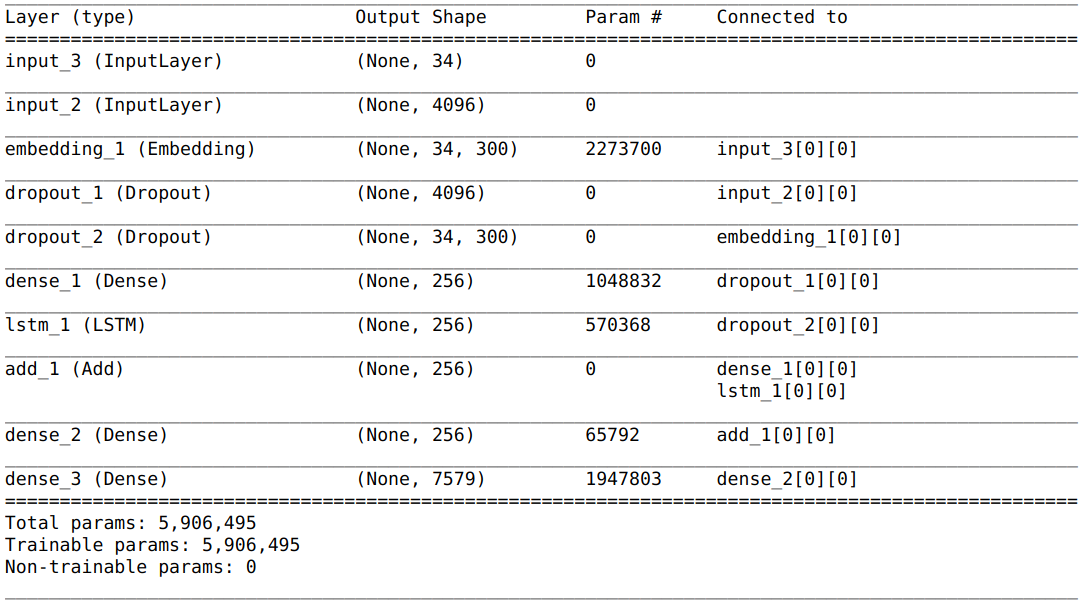 Layer (type) Output Shape Param # Connected to
==================================================================================================
input_3 (InputLayer) (None, 34) 0
input_2 (InputLayer) (None, 4096) 0
embedding_1 (Embedding) (None, 34, 300) 2273700 input_3[0][0]
dropout_1 (Dropout) (None, 4096) 0 input_2[0][0]
dropout_2 (Dropout) (None, 34, 300) 0 embedding_1[0][0]
dense_1 (Dense) (None, 256) 1048832 dropout_1[0][0]
lstm_1 (LSTM) (None, 256) 570368 dropout_2[0][0]
add_1 (Add) (None, 256) 0 dense_1[0][0]
lstm_1[0][0]
dense_2 (Dense) (None, 256) 65792 add_1[0][0]
dense_3 (Dense) (None, 7579) 1947803 dense_2[0][0]
==================================================================================================
Total params: 5,906,495
Trainable params: 5,906,495
Non-trainable params: 0